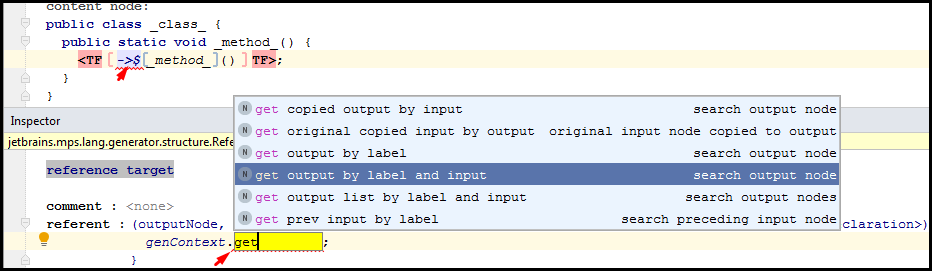 content node:
public class _class_ {
public static void _method_() {
<TF [ ->$[_method_]() ] TF>;
}
}
Inspector
jetbrains.mps.lang.generator.structure.Refe
reference target
comment : <none>
referent : (outputNode, claration>)
genContext.get ;
}
N get copied output by input search output node
N get original copied input by output original input node copied to output
N get output by label search output node
N get output by label and input search output node
N get output list by label and input search output nodes
N get prev input by label search preceding input node